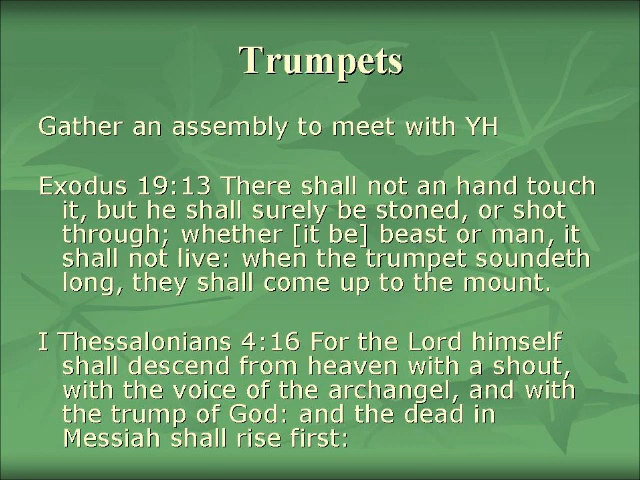 Trumpets
Gather an assembly to meet with YH
Exodus 19:13 There shall not an hand touch
it, but he shall surely be stoned, or shot
through; whether [it be] beast or man, it
shall not live: when the trumpet soundeth
long, they shall come up to the mount.
I Thessalonians 4:16 For the Lord himself
shall descend from heaven with a shout,
with the voice of the archangel, and with
the trump of God: and the dead in
Messiah shall rise first: